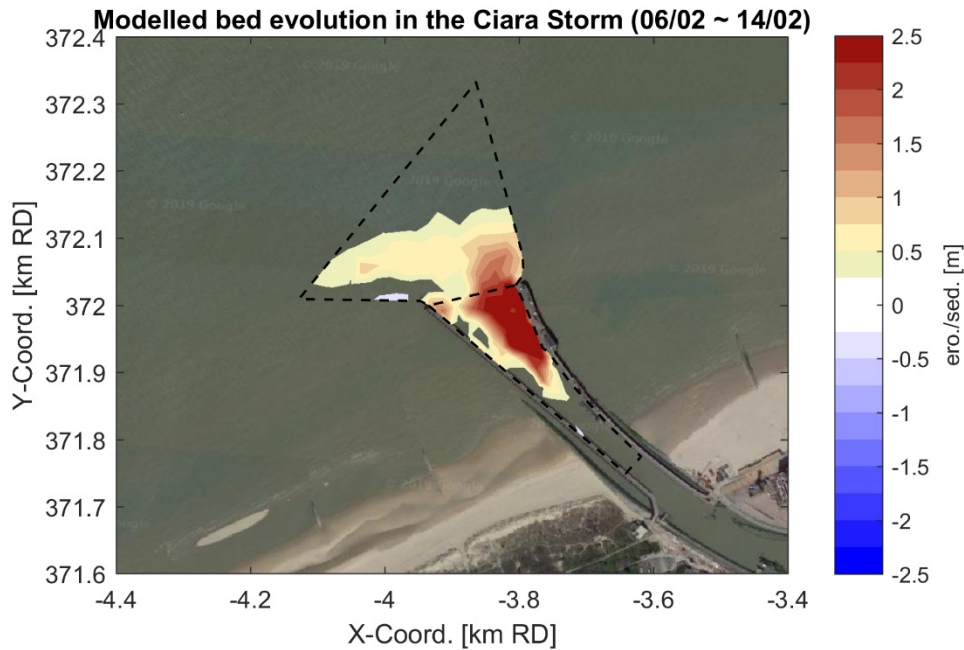 Modelled bed evolution in the Ciara Storm (06/02 ~ 14/02)
372.4
372.3
372.2
372.1
372
371.9
371.8
371.7
371.6
Y-Coord. [km RD]
© 2019 Google
© 2019 Google
2019 Google
© 2019 Google
© 2019 Google
© 2019 Google
Google
-4.4
-4.2
-4
-3.8
-3.6
-3.4
X-Coord. [km RD]
2.5
2
1.5
1
0.5
0
-0.5
-1
-1.5
-2
-2.5
ero./sed. [m]